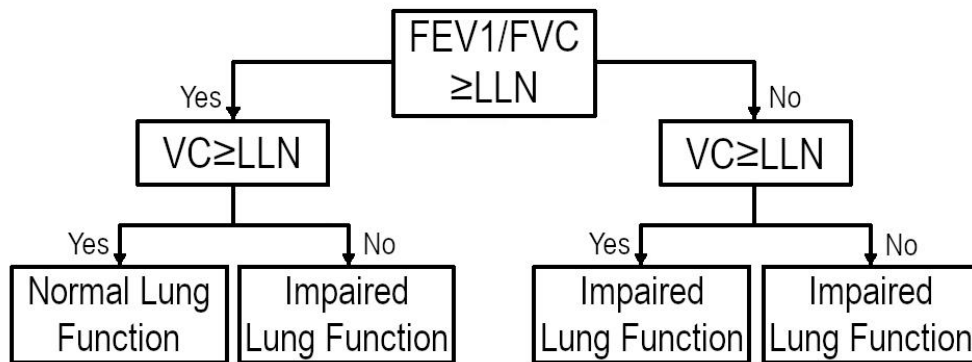 FEV1/FVC
≥LLN
Yes
No
VC≥LLN
VC≥LLN
Yes
No
Yes
No
Normal Lung
Function
Impaired
Lung Function
Impaired
Lung Function
Impaired
Lung Function